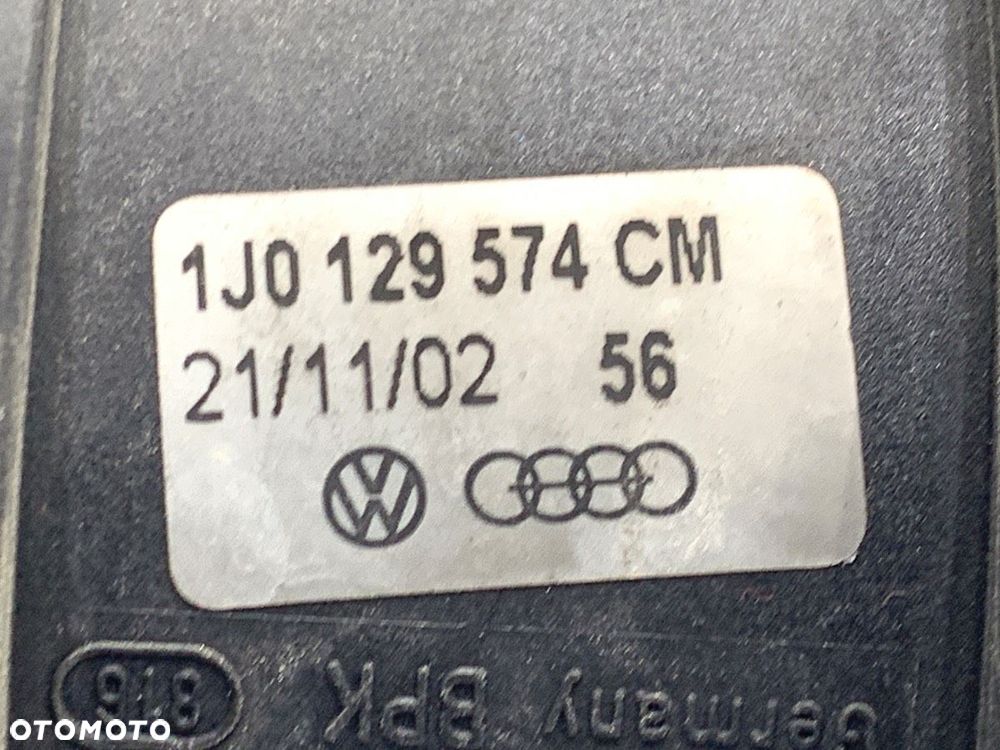 1J0 129 574 CM
21/11/02 56
Germany BPK 816
OTOMOTO